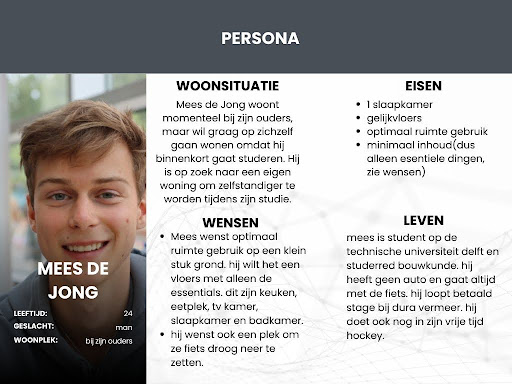 PERSONA
WOONSITUATIE
Mees de Jong woont
momenteel bij zijn ouders,
maar wil graag op zichzelf
gaan wonen omdat hij
binnenkort gaat studeren. Hij
is op zoek naar een eigen
woning om zelfstandiger te
worden tijdens zijn studie.
EISEN
1 slaapkamer
gelijkvloers
optimaal ruimte gebruik
minimaal inhoud(dus
alleen esentiele dingen,
zie wensen)
WENSEN
Mees wenst optimaal
ruimte gebruik op een klein
stuk grond. hij wilt het een
vloers met alleen de
essentials. dit zijn keuken,
eetplek, tv kamer,
slaapkamer en badkamer.
hij wenst ook een plek om
ze fiets droog neer te
zetten.
LEVEN
mees is student op de
technische universiteit delft en
studerred bouwkunde. hij
heeft geen auto en gaat altijd
met de fiets. hij loopt betaald
stage bij dura vermeer. hij
doet ook nog in zijn vrije tijd
hockey.
MEES DE
JONG
LEEFTIJD: 24
GESLACHT: man
WOONPLEK: bij zijn ouders